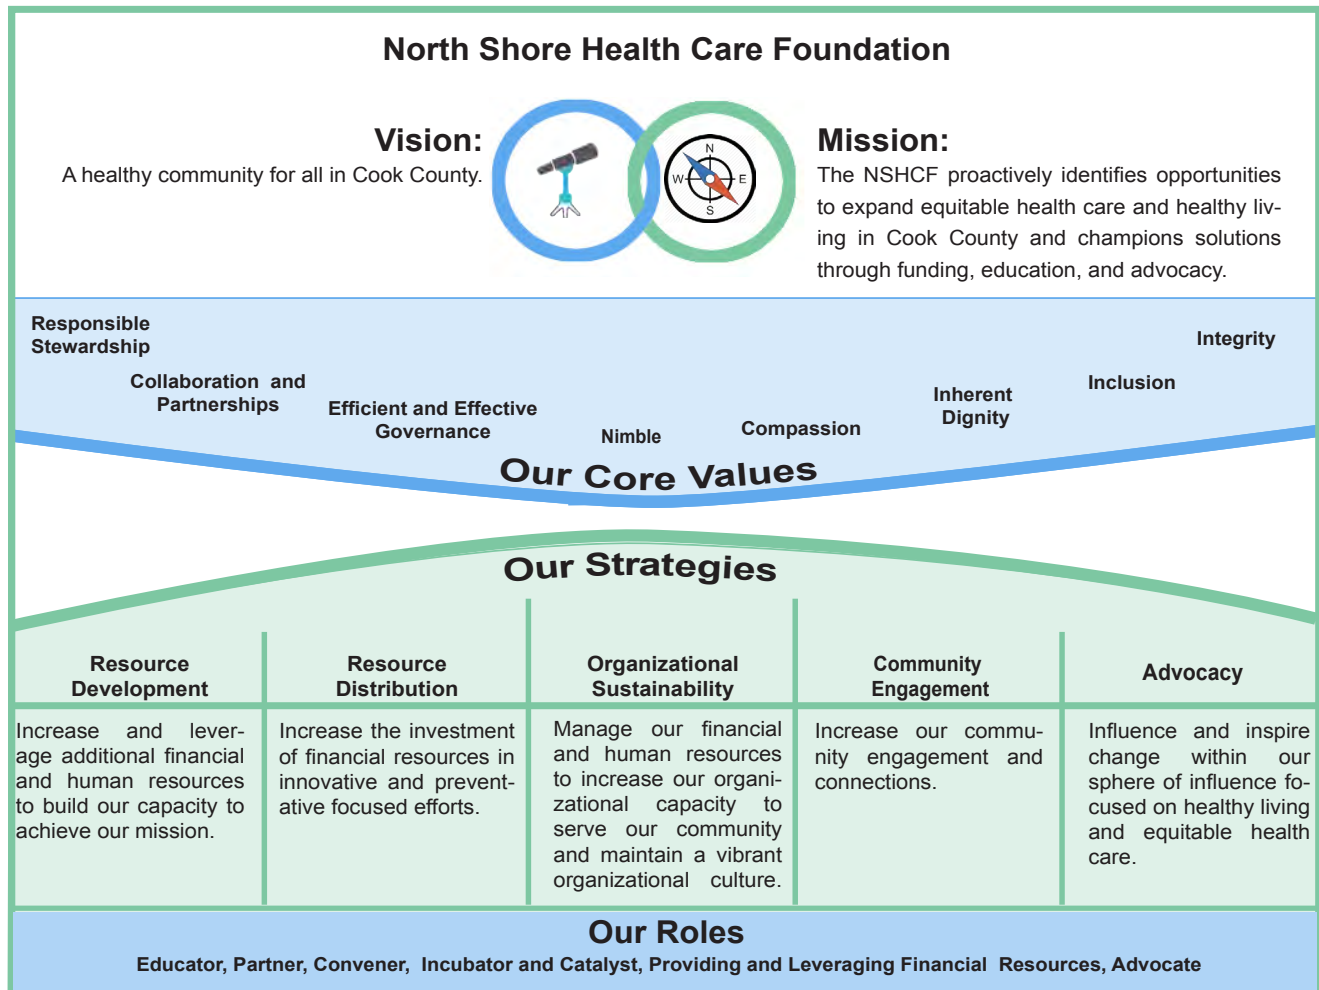 North Shore Health Care Foundation
Vision:
A healthy community for all in Cook County.
N
W
E
S
Mission:
The NSHCF proactively identifies opportunities
to expand equitable health care and healthy liv-
ing in Cook County and champions solutions
through funding, education, and advocacy.
Responsible
Stewardship
Collaboration and
Partnerships
Efficient and Effective
Governance
Nimble
Compassion
Inherent
Dignity
Inclusion
Integrity
Our Core Values
Our Strategies
Resource
Development
Increase and lever-
age additional financial
and human resources
to build our capacity to
achieve our mission.
Resource
Distribution
Increase the investment
of financial resources in
innovative and prevent-
ative focused efforts.
Organizational
Sustainability
Manage our financial
and human resources
to increase our organi-
zational capacity to
serve our community
and maintain a vibrant
organizational culture.
Community
Engagement
Increase our commu-
nity engagement and
connections.
Advocacy
Influence and inspire
change within our
sphere of influence fo-
cused on healthy living
and equitable health
care.
Our Roles
Educator, Partner, Convener, Incubator and Catalyst, Providing and Leveraging Financial Resources, Advocate